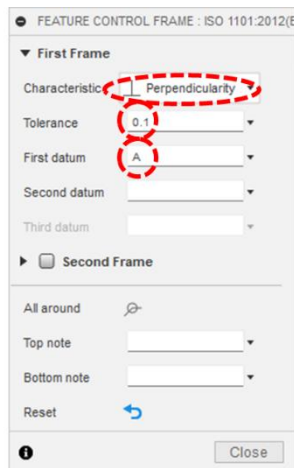 FEATURE CONTROL FRAME : ISO 1101:2012(E
First Frame
Characteristic Perpendicularity
Tolerance 0.1
First datum A
Second datum
Third datum
Second Frame
All around
Top note
Bottom note
Reset
Close